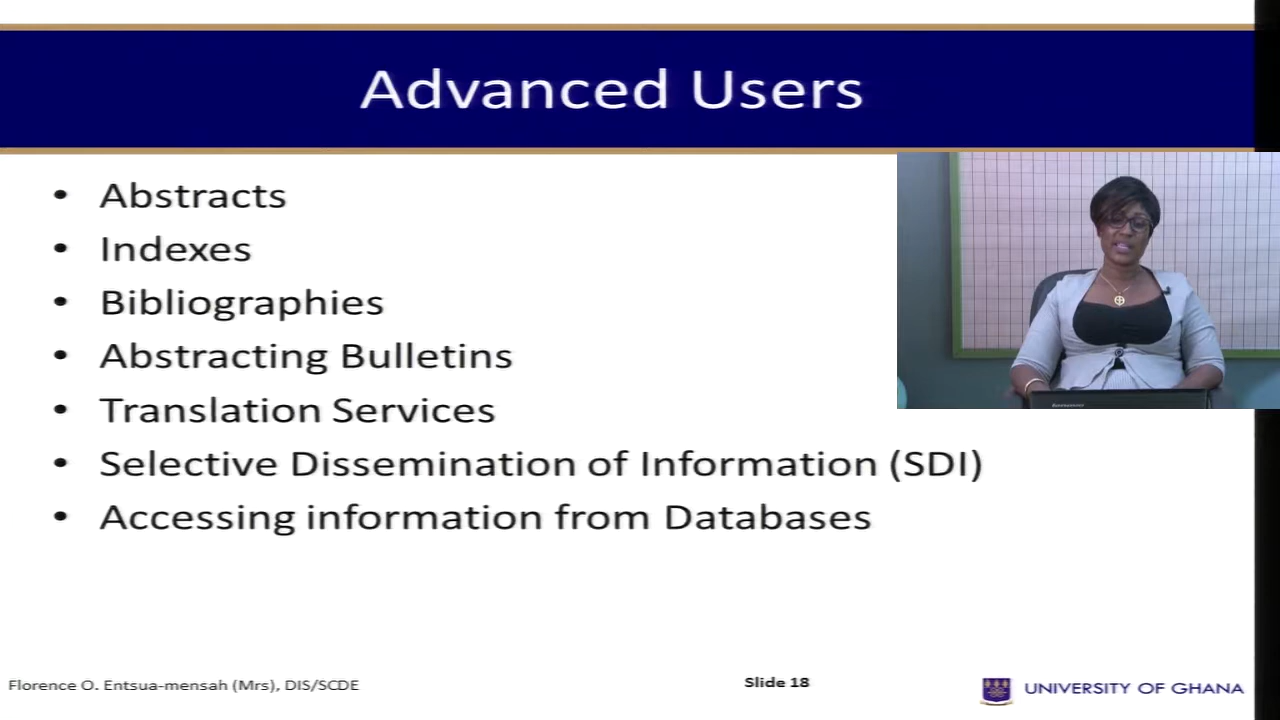 Advanced Users
• Abstracts
• Indexes
• Bibliographies
• Abstracting Bulletins
• Translation Services
• Selective Dissemination of Information (SDI)
• Accessing information from Databases
Florence O. Entsua-mensah (Mrs), DIS/SCDE
Slide 18
UNIVERSITY OF GHANA